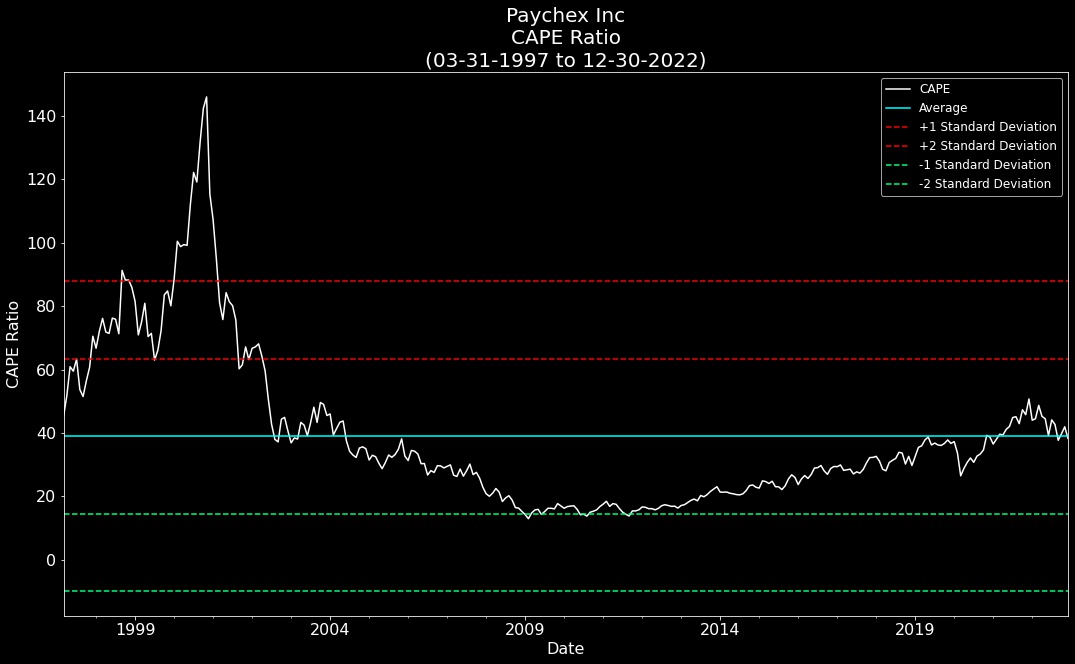 Paychex Inc
CAPE Ratio
(03-31-1997 to 12-30-2022)
CAPE
Average
+1 Standard Deviation
+2 Standard Deviation
-1 Standard Deviation
-2 Standard Deviation
CAPE Ratio
140
120
100
80
60
40
20
0
1999
2004
2009
2014
2019
Date